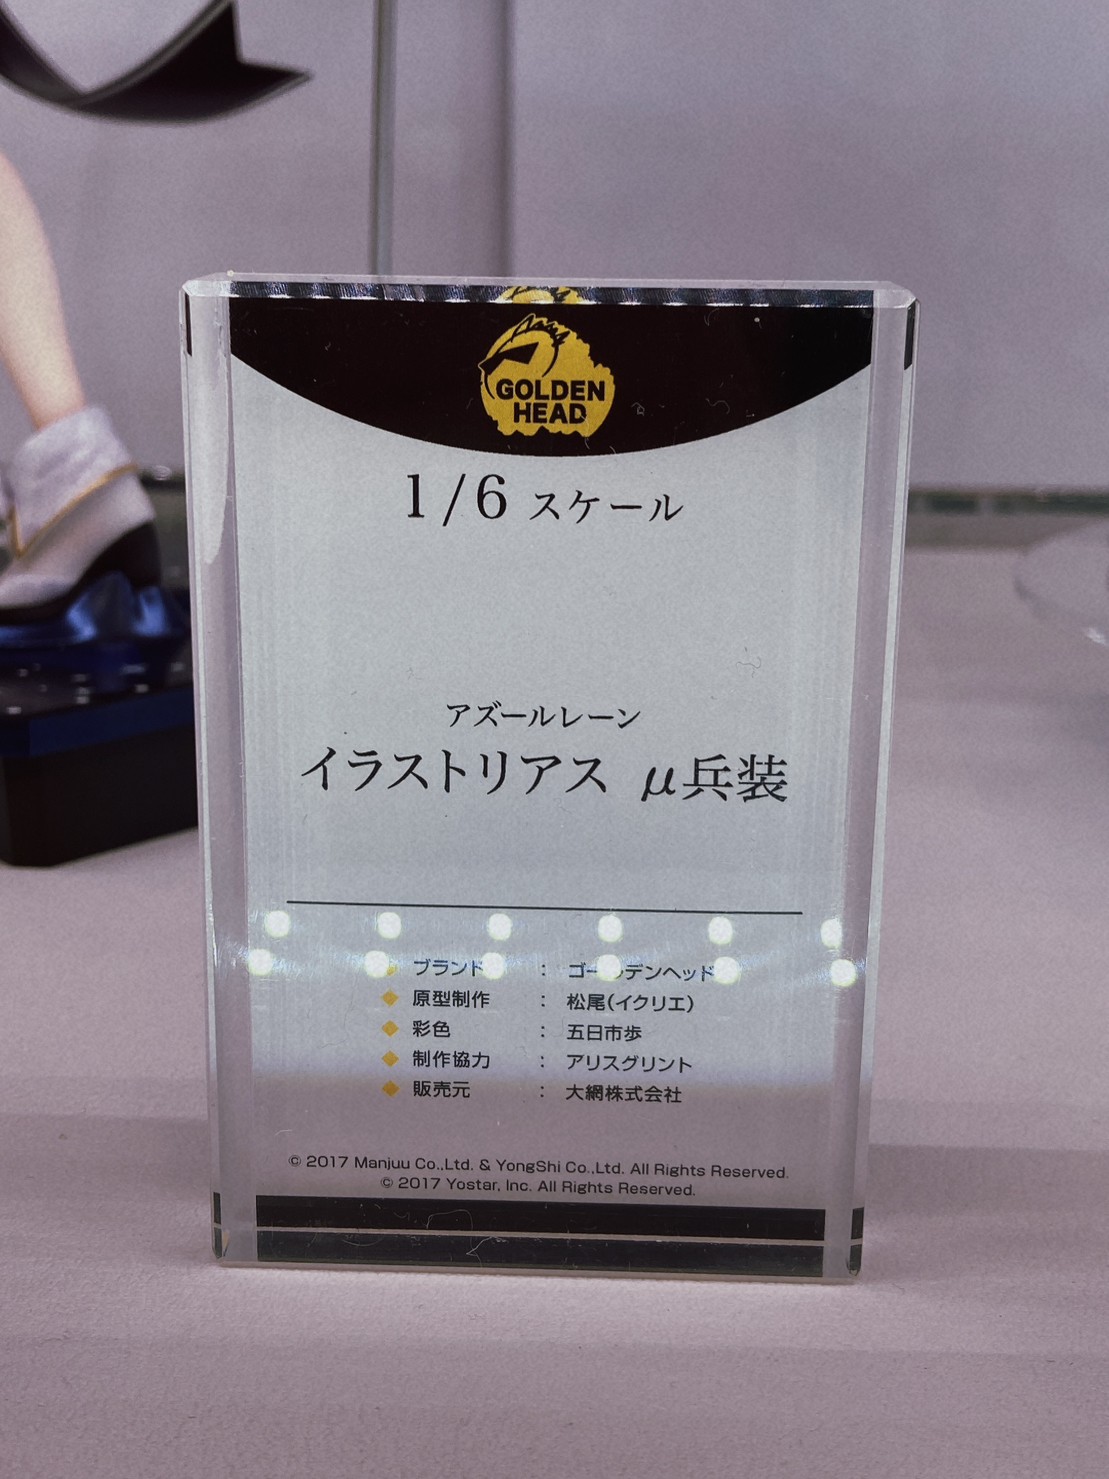 GOLDEN
HEAD
1/6 スケール
アズールレーン
イラストリアス μ兵装
ブランド : ゴールデンヘッド
原型制作 : 松尾(イクリエ)
彩色 : 五日市歩
制作協力 : アリスグリント
販売元 : 大網株式会社
© 2017 Manjuu Co.,Ltd. & YongShi Co.,Ltd. All Rights Reserved.
© 2017 Yostar, Inc. All Rights Reserved.